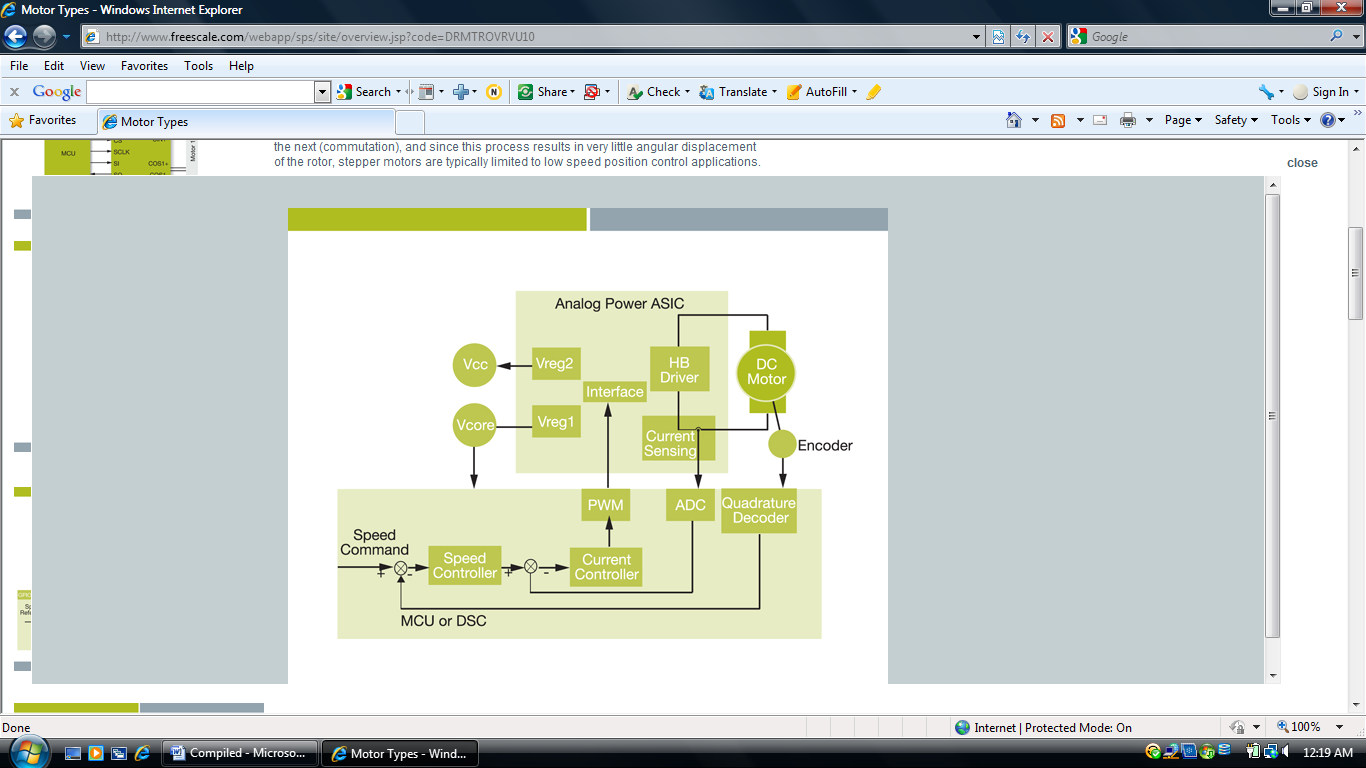 Motor Types - Windows Internet Explorer
http://www.freescale.com/webapp/sps/site/overview.jsp?code=DRMTROVRVU10
Google
File Edit View Favorites Tools Help
x Google Search Share Check Translate AutoFill Sign In
Favorites Motor Types Page Safety Tools
MCU
SCLK
SI
COS1+
Motor 1
the next (commutation), and since this process results in very little angular displacement
of the rotor, stepper motors are typically limited to low speed position control applications.
close
Analog Power ASIC
Vcc
Vreg2
HB
Driver
DC
Motor
Interface
Vcore
Vreg1
Current
Sensing
Encoder
PWM
ADC
Quadrature
Decoder
Speed
Command
+
-
Speed
Controller
+
-
Current
Controller
MCU or DSC
Done
Internet | Protected Mode: On
100%
Compiled - Microso...
Motor Types - Wind...
12:19 AM